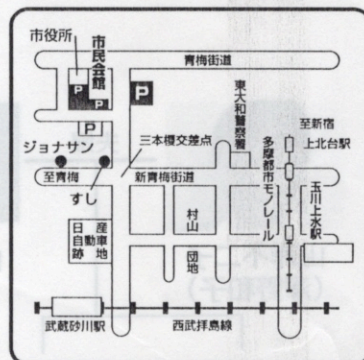 市役所
市民会館
P
P
P
P
青梅街道
東大和警察署
至新宿
上北台駅
ジョナサン
三本榎交差点
多摩都市モノレール
至青梅
新青梅街道
すし
玉川上水駅
日産
自動車
跡地
村山
団地
武蔵砂川駅
西武拝島線